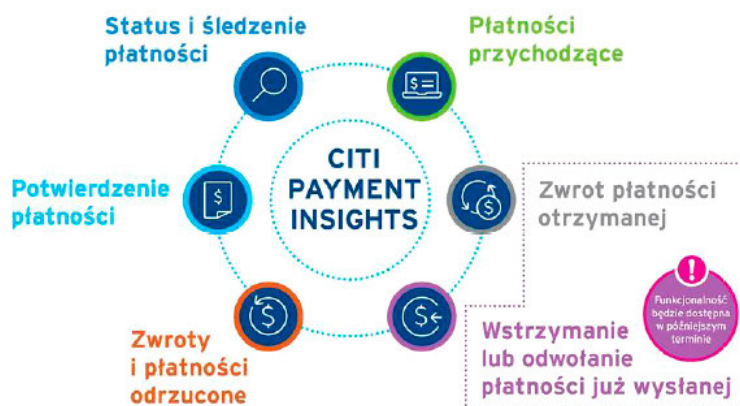 Status i śledzenie
płatności
Płatności
przychodzące
CITI
PAYMENT
INSIGHTS
Potwierdzenie
płatności
Zwrot płatności
otrzymanej
Zwroty
i płatności
odrzucone
Wstrzymanie
lub odwołanie
płatności już wysłanej
!
Funkcjonalność
będzie dostępna
w późniejszym
terminie